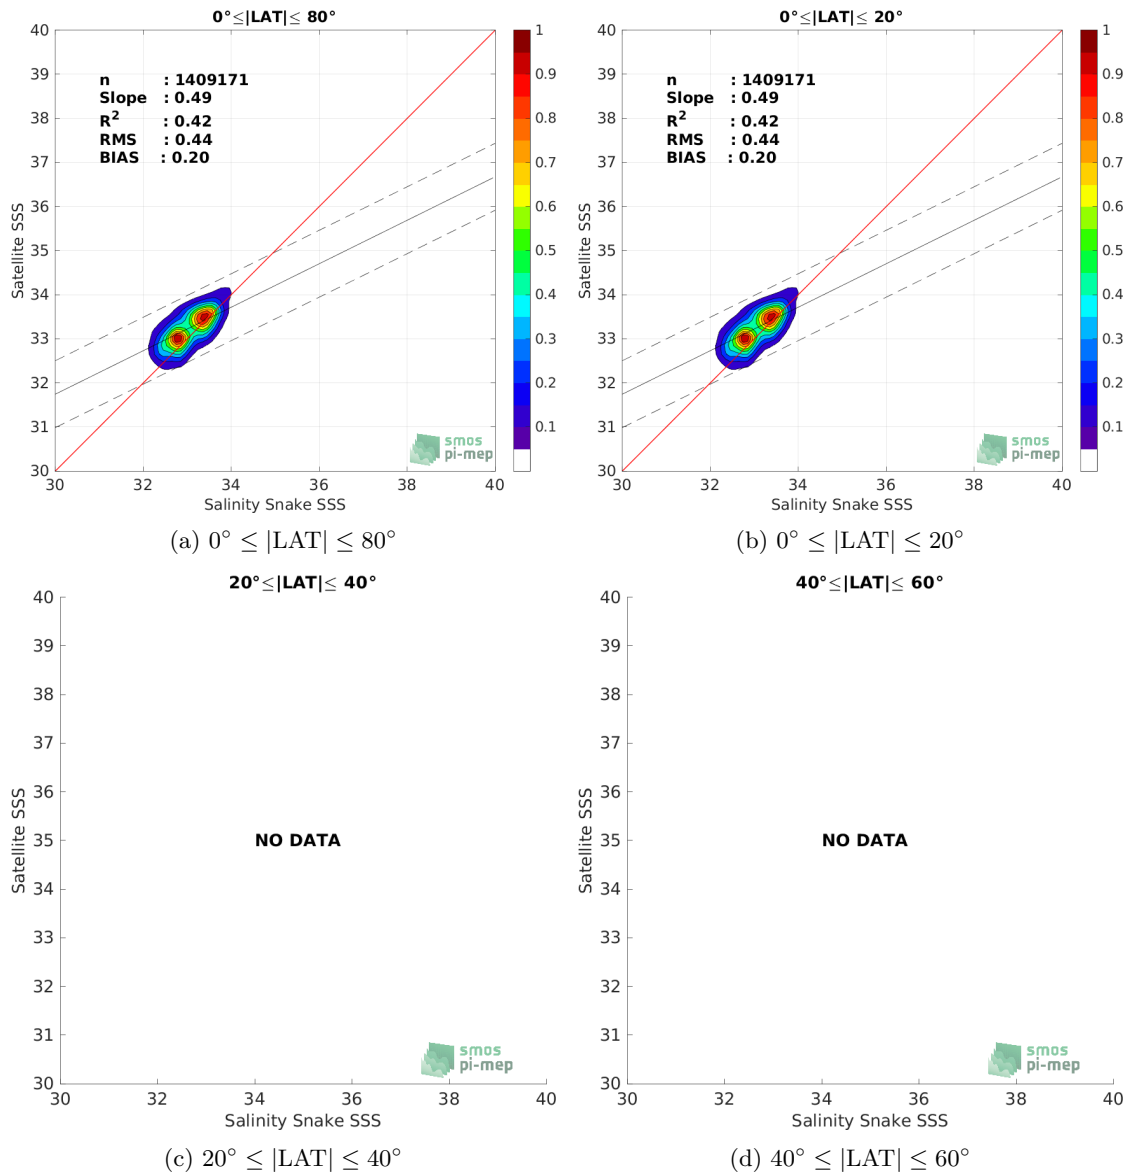 0°≤|LAT|≤ 80°
40
39
38
37
36
35
34
33
32
31
30
Satellite SSS
n : 1409171
Slope : 0.49
R² : 0.42
RMS : 0.44
BIAS : 0.20
1
0.9
0.8
0.7
0.6
0.5
0.4
0.3
0.2
0.1
smos
pi-mep
30 32 34 36 38 40
Salinity Snake SSS
(a) 0° ≤ |LAT| ≤ 80°
0°≤|LAT|≤ 20°
40
39
38
37
36
35
34
33
32
31
30
Satellite SSS
n : 1409171
Slope : 0.49
R² : 0.42
RMS : 0.44
BIAS : 0.20
1
0.9
0.8
0.7
0.6
0.5
0.4
0.3
0.2
0.1
smos
pi-mep
30 32 34 36 38 40
Salinity Snake SSS
(b) 0° ≤ |LAT| ≤ 20°
20°≤|LAT|≤ 40°
40
39
38
37
36
35
34
33
32
31
30
Satellite SSS
NO DATA
smos
pi-mep
30 32 34 36 38 40
Salinity Snake SSS
(c) 20° ≤ |LAT| ≤ 40°
40°≤|LAT|≤ 60°
40
39
38
37
36
35
34
33
32
31
30
Satellite SSS
NO DATA
smos
pi-mep
30 32 34 36 38 40
Salinity Snake SSS
(d) 40° ≤ |LAT| ≤ 60°